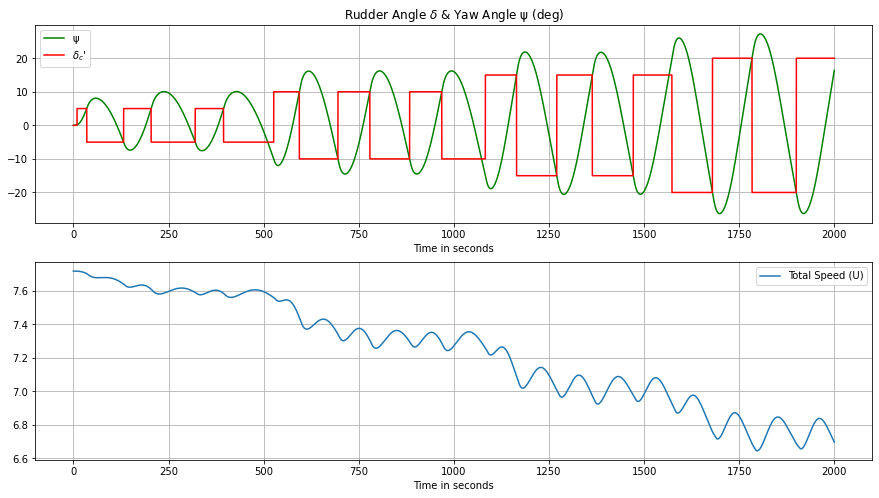 Rudder Angle δ & Yaw Angle ψ (deg)
ψ
δc'
20
10
0
−10
−20
0 250 500 750 1000 1250 1500 1750 2000
Time in seconds
Total Speed (U)
7.6
7.4
7.2
7.0
6.8
6.6
0 250 500 750 1000 1250 1500 1750 2000
Time in seconds